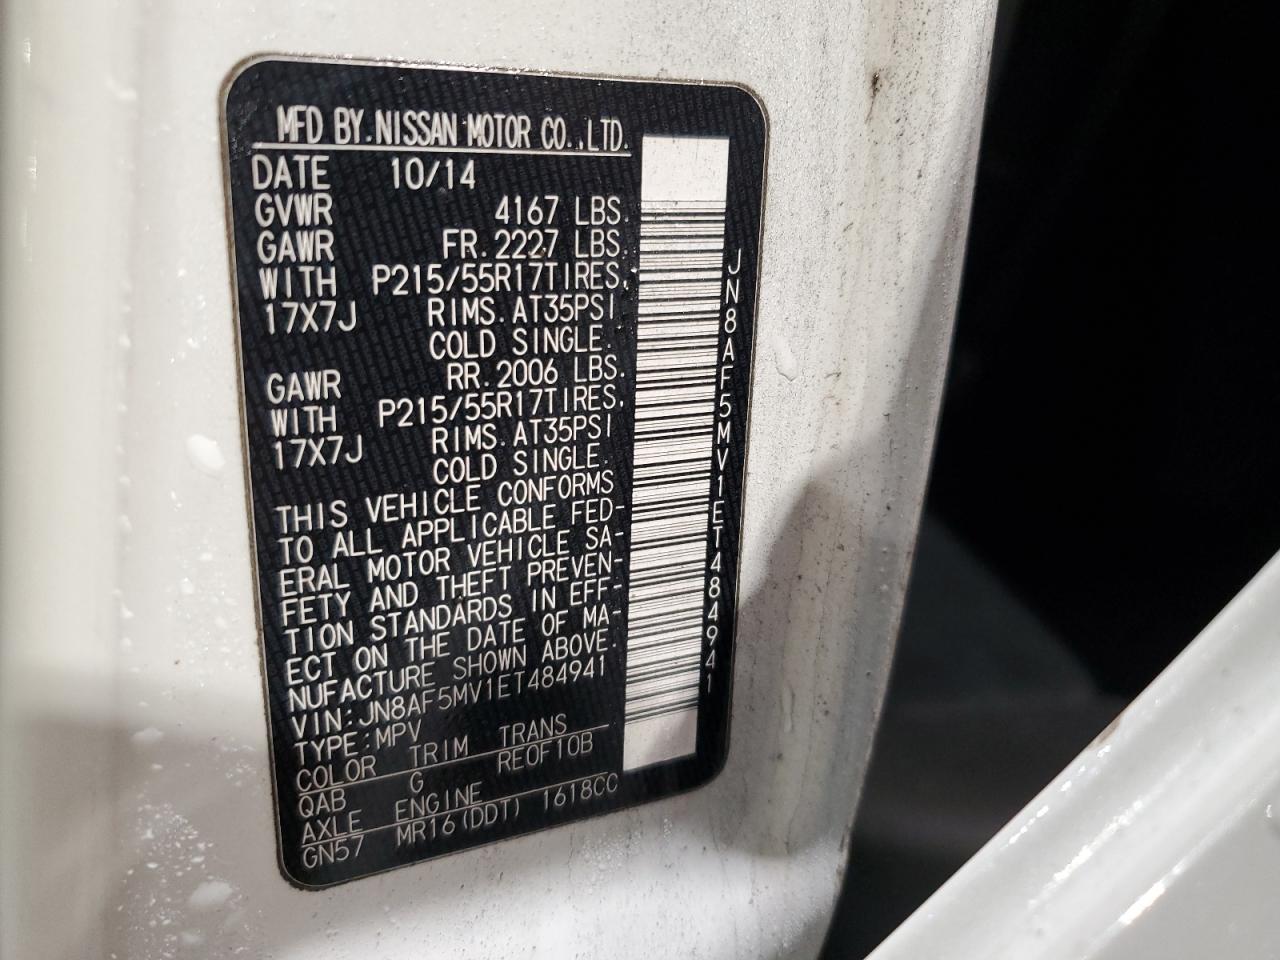 MFD BY.NISSAN MOTOR CO.,LTD.
DATE 10/14
GVWR 4167 LBS.
GAWR FR.2227 LBS.
WITH P215/55R17TIRES,
17X7J RIMS.AT35PSI
COLD SINGLE.
GAWR RR.2006 LBS.
WITH P215/55R17TIRES,
17X7J RIMS.AT35PSI
COLD SINGLE.
THIS VEHICLE CONFORMS
TO ALL APPLICABLE FED-
ERAL MOTOR VEHICLE SA-
FETY AND THEFT PREVEN-
TION STANDARDS IN EFF-
ECT ON THE DATE OF MA-
NUFACTURE SHOWN ABOVE.
VIN:JN8AF5MV1ET484941
TYPE:MPV
COLOR TRIM TRANS
QAB G RE0F10B
AXLE ENGINE
GN57 MR16(DDT) 1618CC
JN8AF5MV1ET484941